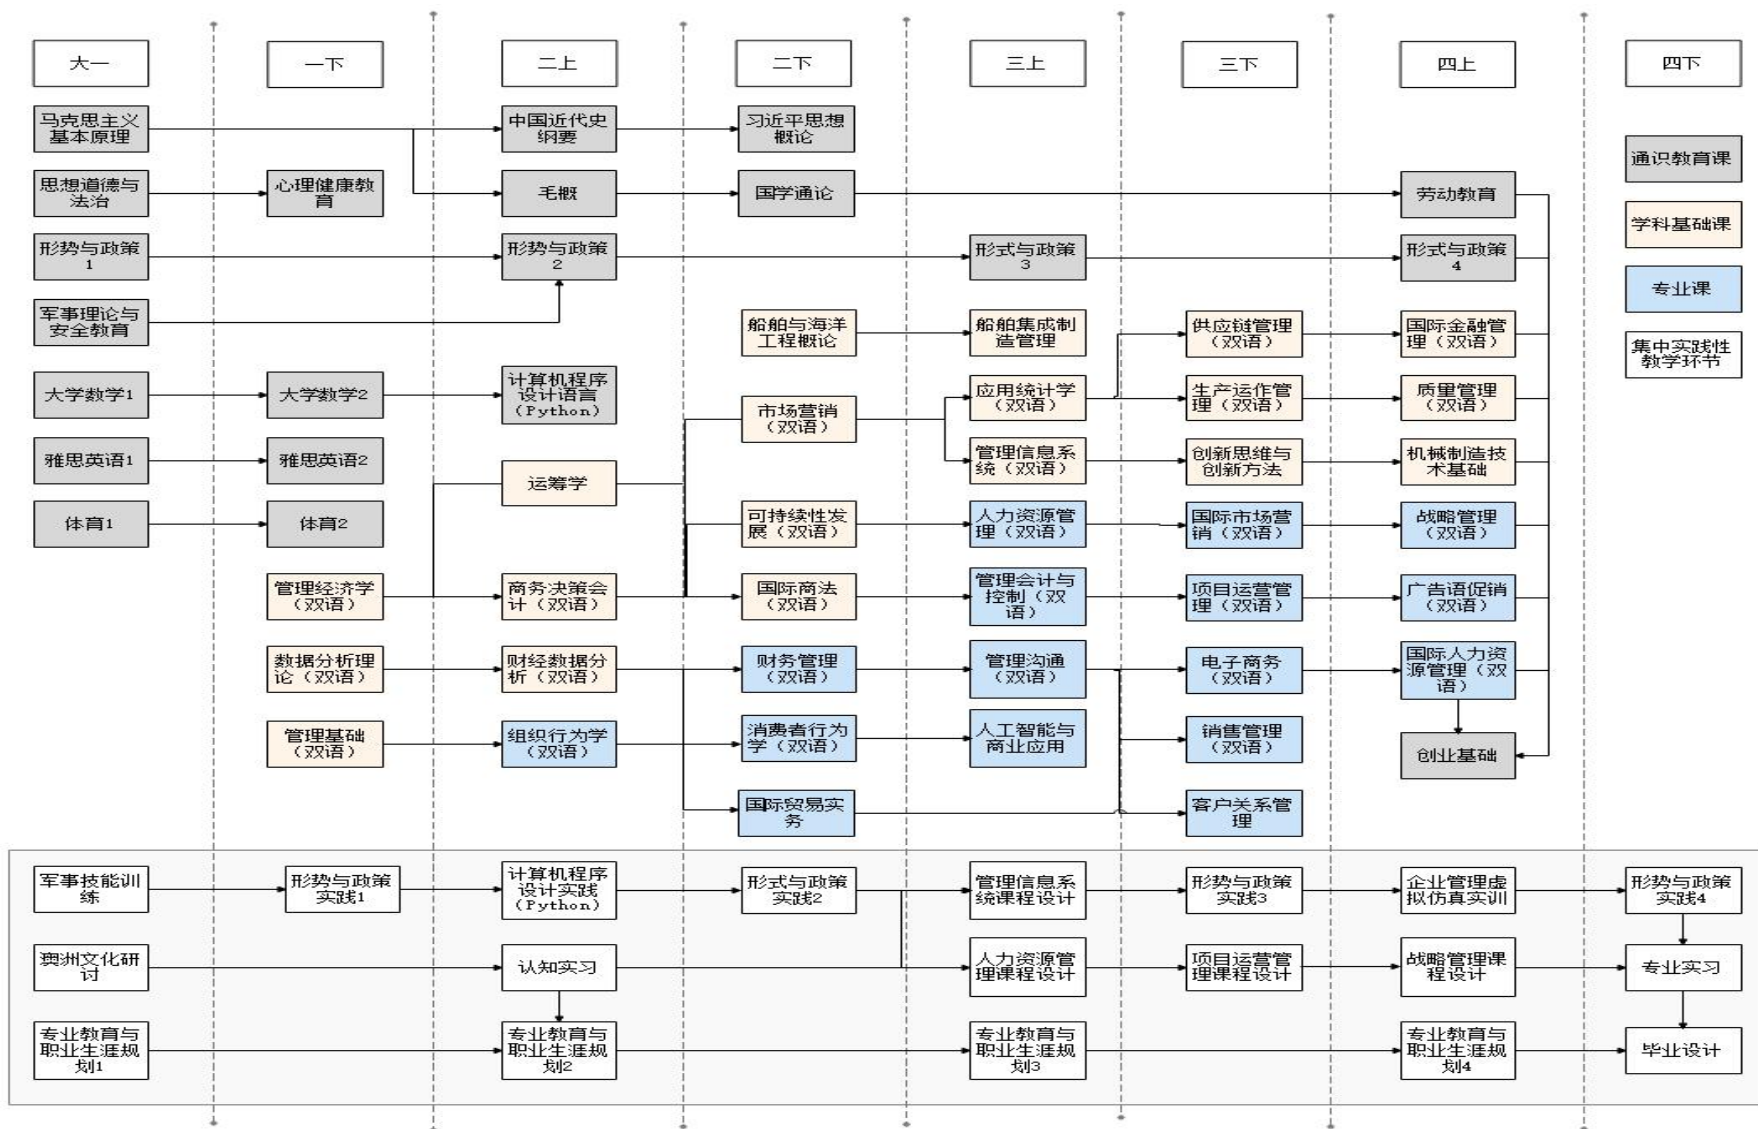 大一
一下
二上
二下
三上
三下
四上
四下
马克思主义
基本原理
中国近代史
纲要
习近平思想
概论
通识教育课
思想道德与
法治
心理健康教
育
毛概
国学通论
劳动教育
学科基础课
形势与政策
1
形势与政策
2
形式与政策
3
形式与政策
4
专业课
军事理论与
安全教育
船舶与海洋
工程概论
船舶集成制
造管理
供应链管理
（双语）
国际金融管
理（双语）
集中实践性
教学环节
大学数学1
大学数学2
计算机程序
设计语言
（Python）
市场营销
（双语）
应用统计学
（双语）
生产运作管
理（双语）
质量管理
（双语）
雅思英语1
雅思英语2
运筹学
管理信息系
统（双语）
创新思维与
创新方法
机械制造技
术基础
体育1
体育2
可持续性发
展（双语）
人力资源管
理（双语）
国际市场营
销（双语）
战略管理
（双语）
管理经济学
（双语）
商务决策会
计（双语）
国际商法
（双语）
管理会计与
控制（双
语）
项目运营管
理（双语）
广告语促销
（双语）
数据分析理
论（双语）
财经数据分
析（双语）
财务管理
（双语）
管理沟通
（双语）
电子商务
（双语）
国际人力资
源管理（双
语）
管理基础
（双语）
组织行为学
（双语）
消费者行为
学（双语）
人工智能与
商业应用
销售管理
（双语）
创业基础
国际贸易实
务
客户关系管
理
军事技能训
练
形势与政策
实践1
计算机程序
设计实践
（Python）
形式与政策
实践2
管理信息系
统课程设计
形势与政策
实践3
企业管理虚
拟仿真实训
形势与政策
实践4
澳洲文化研
讨
认知实习
人力资源管
理课程设计
项目运营管
理课程设计
战略管理课
程设计
专业实习
专业教育与
职业生涯规
划1
专业教育与
职业生涯规
划2
专业教育与
职业生涯规
划3
专业教育与
职业生涯规
划4
毕业设计